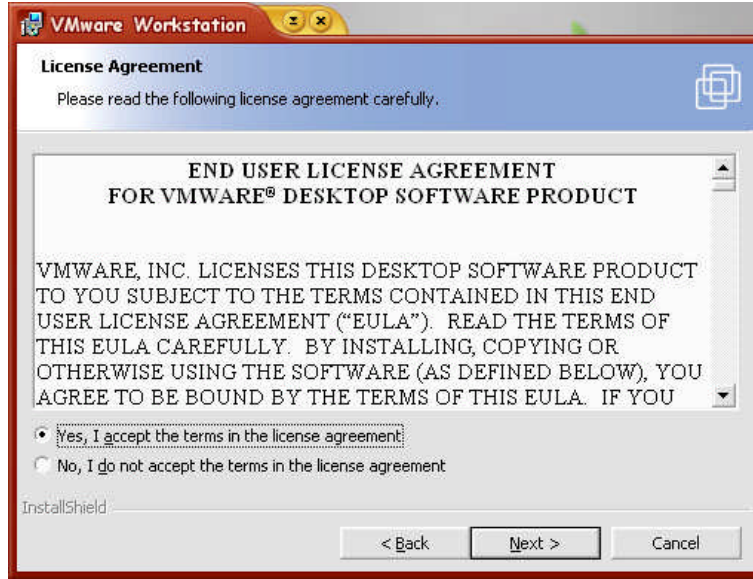 VMware Workstation
License Agreement
Please read the following license agreement carefully.
END USER LICENSE AGREEMENT
FOR VMWARE® DESKTOP SOFTWARE PRODUCT
VMWARE, INC. LICENSES THIS DESKTOP SOFTWARE PRODUCT
TO YOU SUBJECT TO THE TERMS CONTAINED IN THIS END
USER LICENSE AGREEMENT (“EULA”). READ THE TERMS OF
THIS EULA CAREFULLY. BY INSTALLING, COPYING OR
OTHERWISE USING THE SOFTWARE (AS DEFINED BELOW), YOU
AGREE TO BE BOUND BY THE TERMS OF THIS EULA. IF YOU
Yes, I accept the terms in the license agreement
No, I do not accept the terms in the license agreement
InstallShield
< Back Next > Cancel